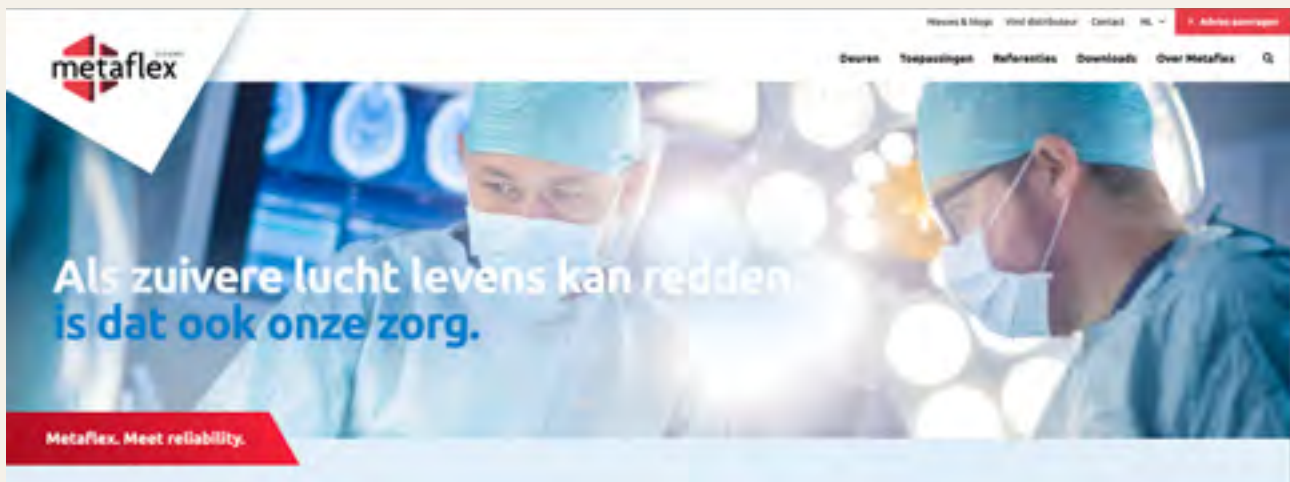 Nieuws & blogs Vind distributeur Contact NL Advies aanvragen
metaflex
Deuren Toepassingen Referenties Downloads Over Metaflex
Als zuivere lucht levens kan redden
is dat ook onze zorg.
Metaflex. Meet reliability.